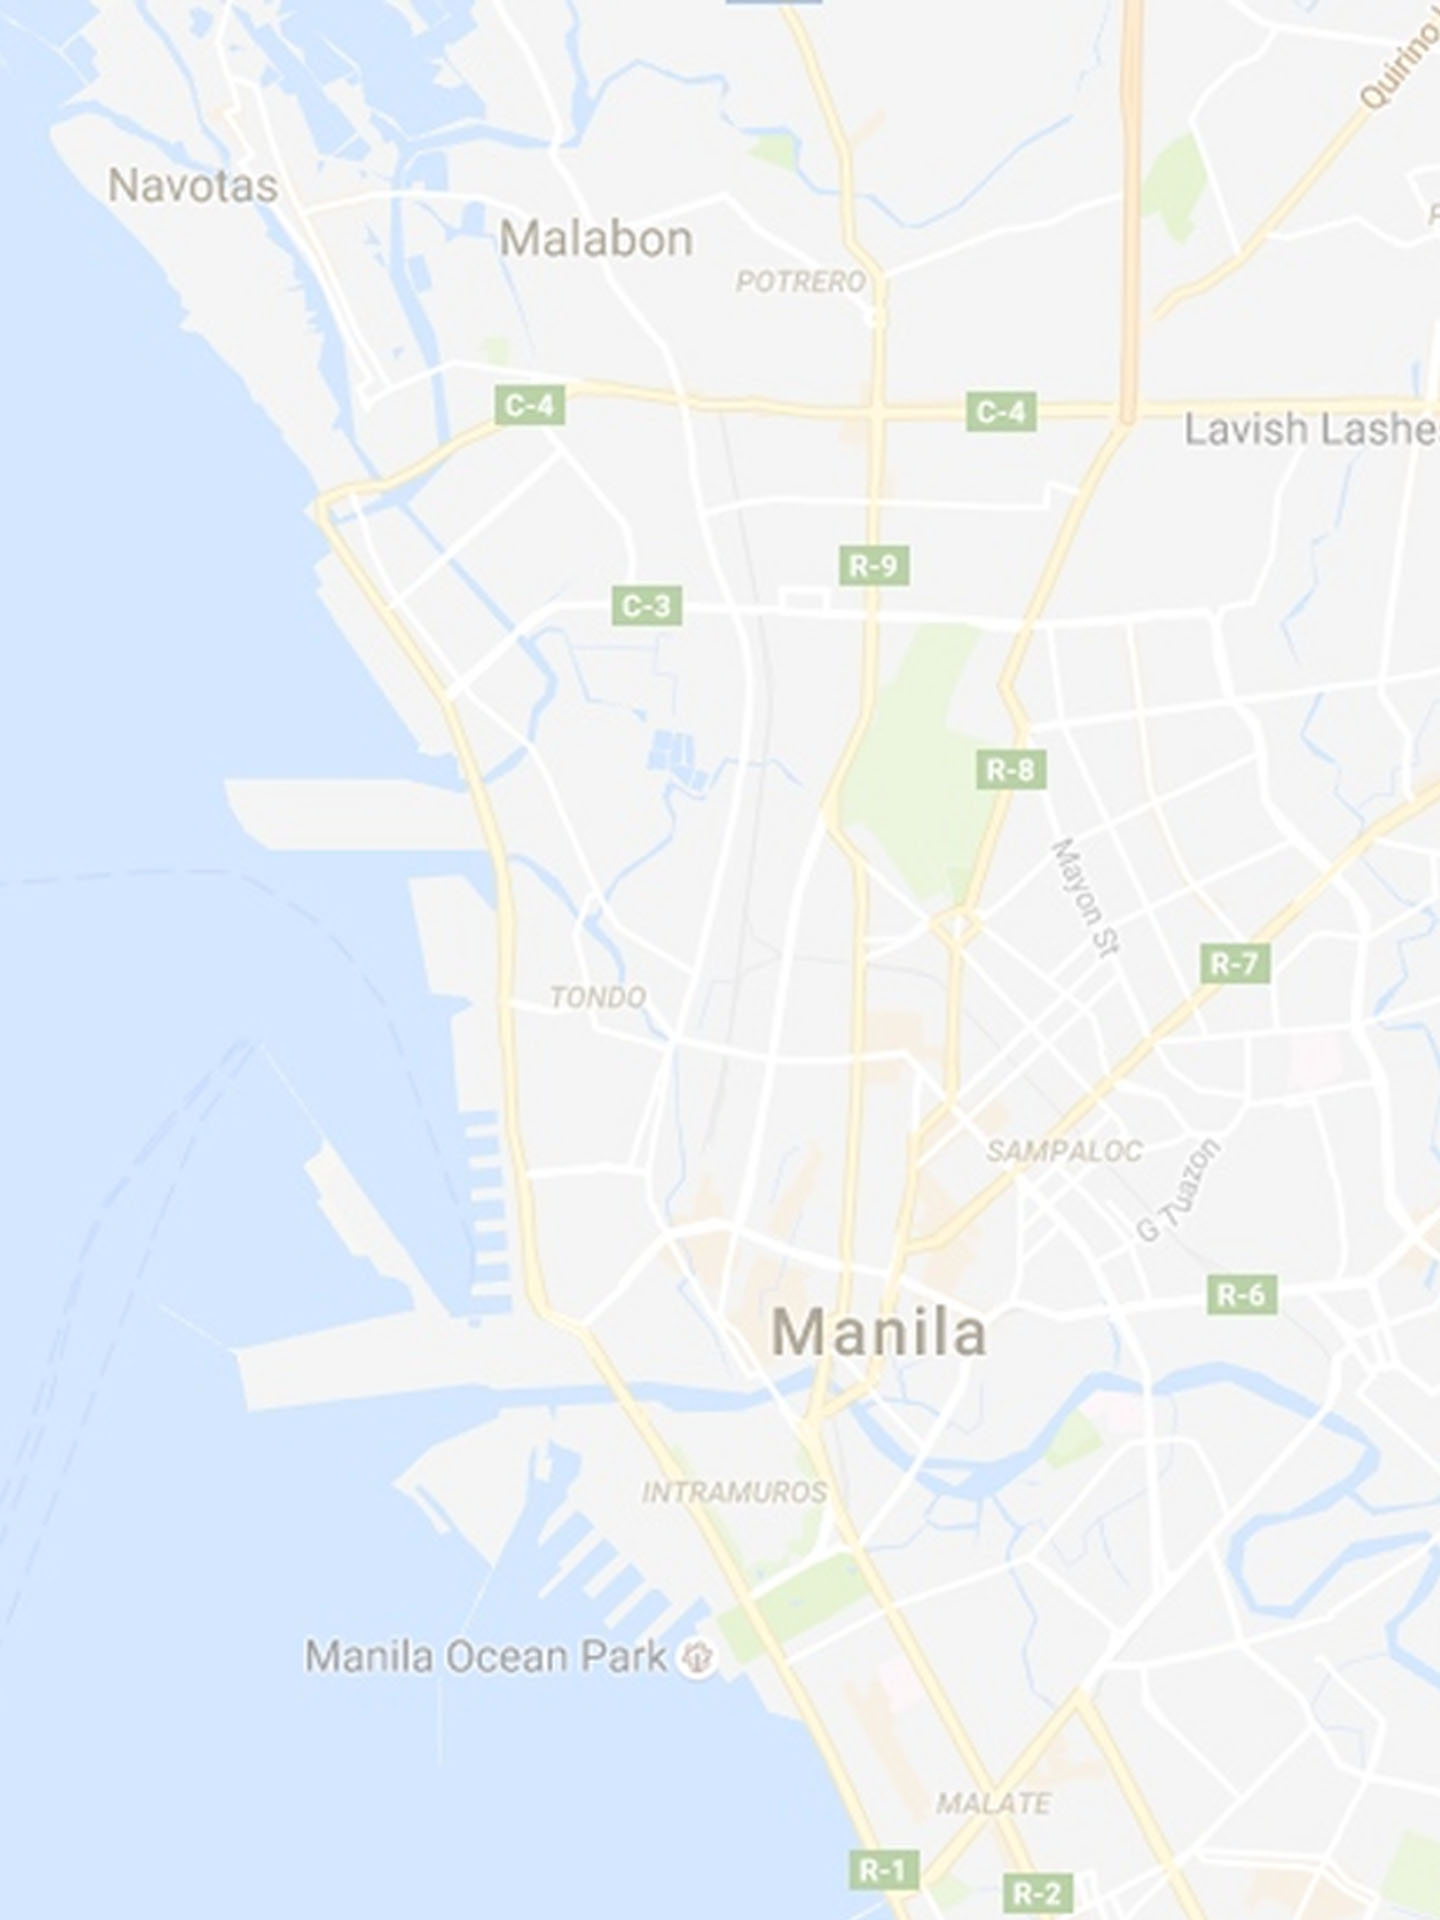 Quirino
Navotas
Malabon
POTRERO
C-4
C-4
Lavish Lashe
R-9
C-3
R-8
Mayon St
R-7
TONDO
SAMPALOC
G Tuazon
R-6
Manila
INTRAMUROS
Manila Ocean Park
MALATE
R-1
R-2